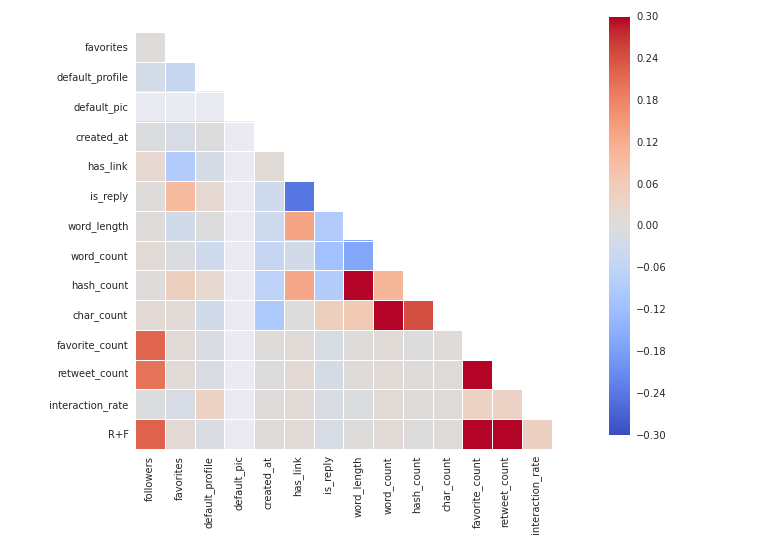 favorites
default_profile
default_pic
created_at
has_link
is_reply
word_length
word_count
hash_count
char_count
favorite_count
retweet_count
interaction_rate
R+F
followers
favorites
default_profile
default_pic
created_at
has_link
is_reply
word_length
word_count
hash_count
char_count
favorite_count
retweet_count
interaction_rate
0.30
0.24
0.18
0.12
0.06
0.00
−0.06
−0.12
−0.18
−0.24
−0.30